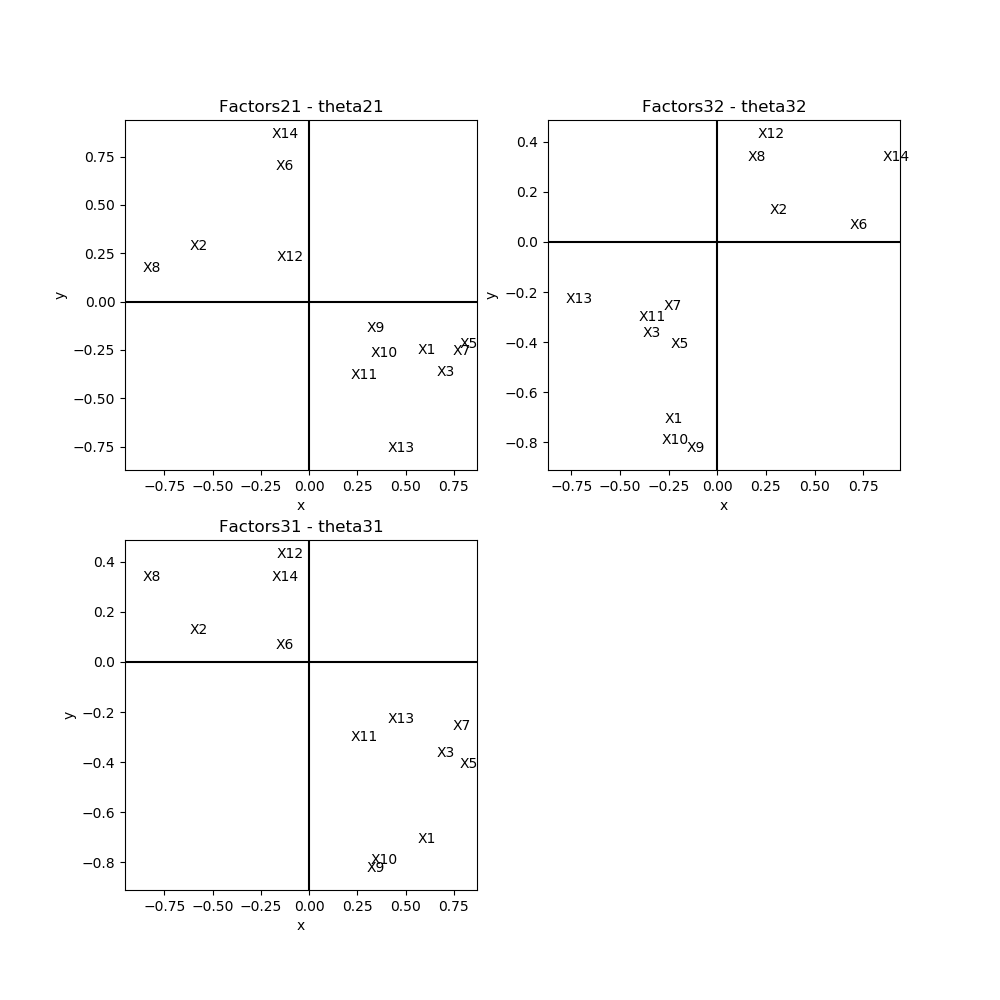 Factors21 - theta21
X14
0.75
X6
0.50
X2
0.25
X12
X8
y
0.00
X9
−0.25
X10
X1
X7
X5
X11
X3
−0.50
X13
−0.75
−0.75 −0.50 −0.25 0.00 0.25 0.50 0.75
x
Factors32 - theta32
X12
0.4
X8
X14
0.2
X2
X6
0.0
y
−0.2
X13
X7
X11
X3
−0.4
X5
−0.6
X1
X10
X9
−0.8
−0.75 −0.50 −0.25 0.00 0.25 0.50 0.75
x
Factors31 - theta31
X12
0.4
X8
X14
0.2
X2
X6
0.0
y
−0.2
X13
X7
X11
X3
−0.4
X5
−0.6
X1
X10
X9
−0.8
−0.75 −0.50 −0.25 0.00 0.25 0.50 0.75
x